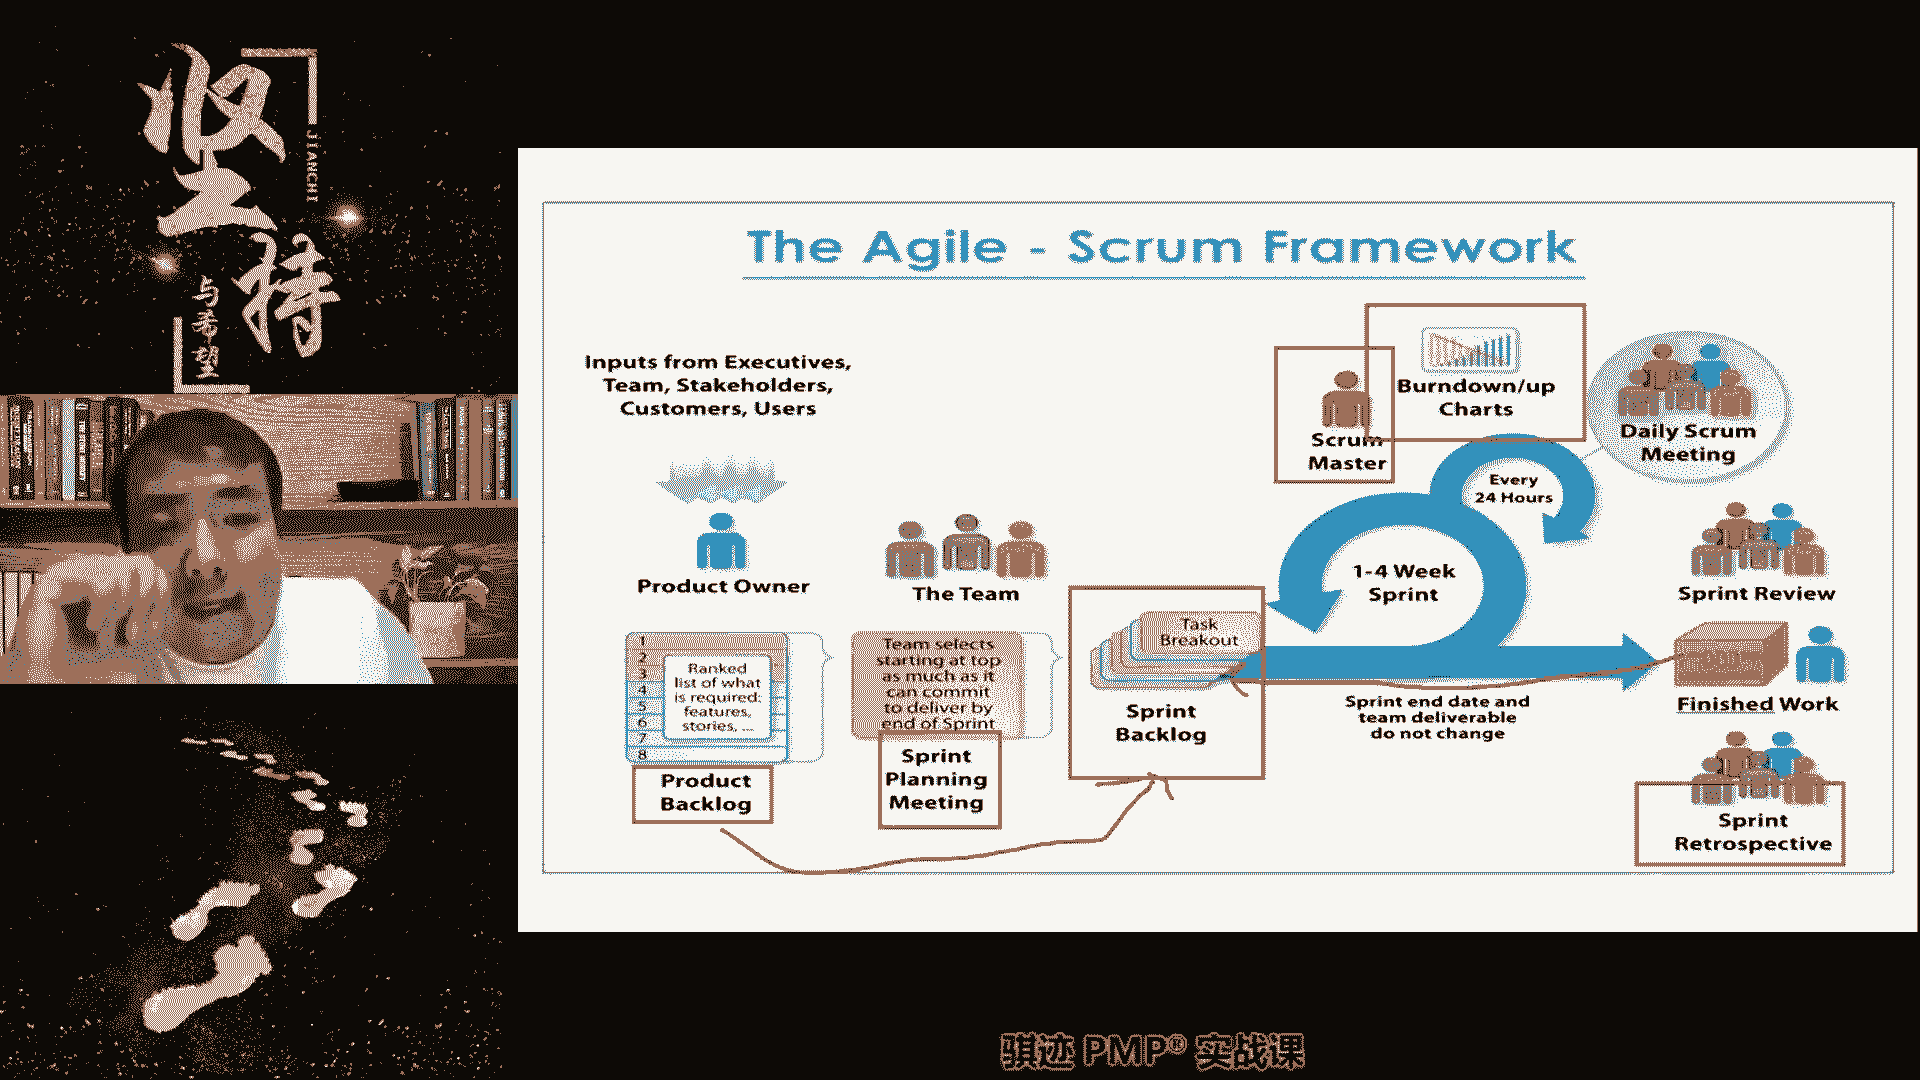 坚持
JIANCHI
与希望
The Agile - Scrum Framework
Inputs from Executives,
Team, Stakeholders,
Customers, Users
Product Owner
The Team
1
2
3
4
5
6
7
8
Ranked
list of what
is required:
features,
stories, ...
Product
Backlog
Team selects
starting at top
as much as it
can commit
to deliver by
end of Sprint
Sprint
Planning
Meeting
Task
Breakout
Sprint
Backlog
Scrum
Master
Burndown/up
Charts
Every
24 Hours
Daily Scrum
Meeting
1-4 Week
Sprint
Sprint end date and
team deliverable
do not change
Sprint Review
Finished Work
Sprint
Retrospective
骐迹 PMP® 实战课